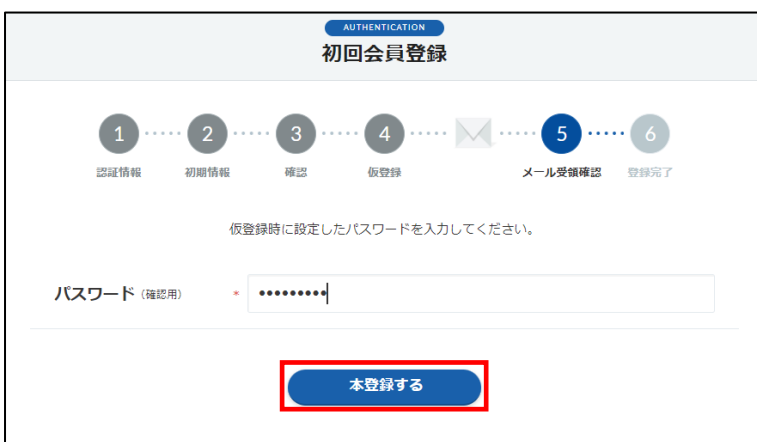 AUTHENTICATION
初回会員登録
1 2 3 4 5 6
認証情報 初期情報 確認 仮登録 メール受領確認 登録完了
仮登録時に設定したパスワードを入力してください。
パスワード（確認用） * •••••••••
本登録する